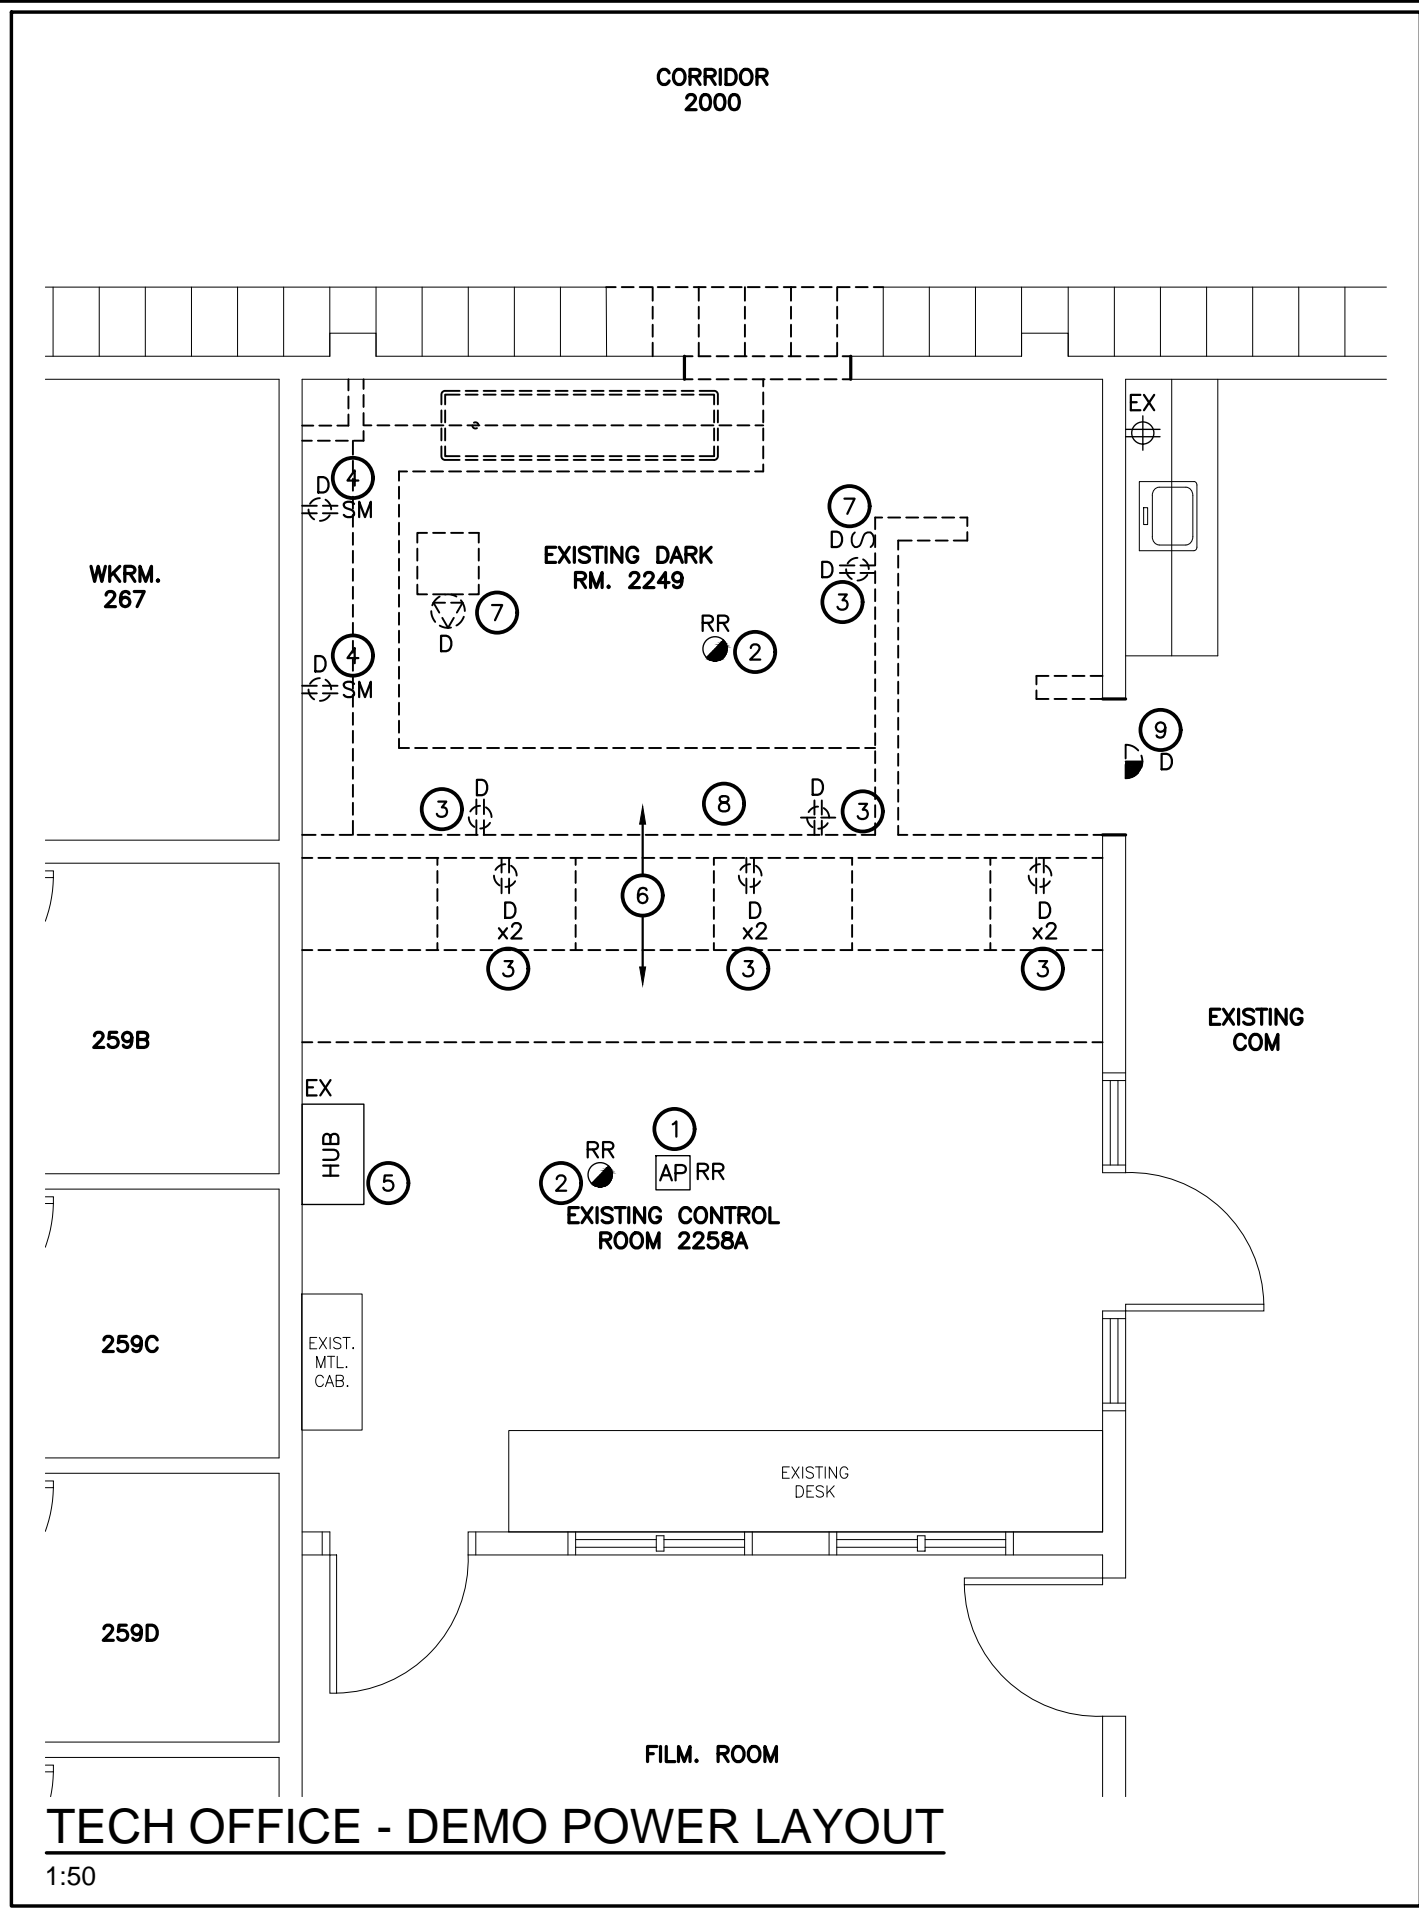 CORRIDOR
2000
EX
4
D
SM
7
D S
WKRM.
267
EXISTING DARK
RM. 2249
D
3
7
D
RR
2
4
D
SM
9
D
3
D
8
D
3
6
D
x2
D
x2
D
x2
3
3
3
259B
EXISTING
COM
EX
HUB
5
1
RR
2
AP RR
EXISTING CONTROL
ROOM 2258A
259C
EXIST.
MTL.
CAB.
EXISTING
DESK
259D
FILM. ROOM
TECH OFFICE - DEMO POWER LAYOUT
1:50